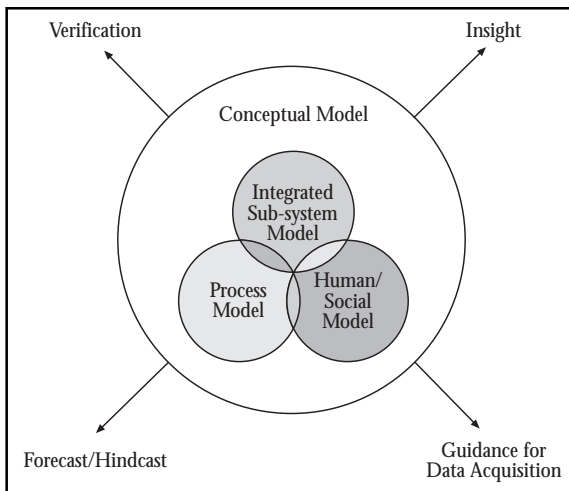 Verification
Insight
Conceptual Model
Integrated
Sub-system
Model
Process
Model
Human/
Social
Model
Forecast/Hindcast
Guidance for
Data Acquisition